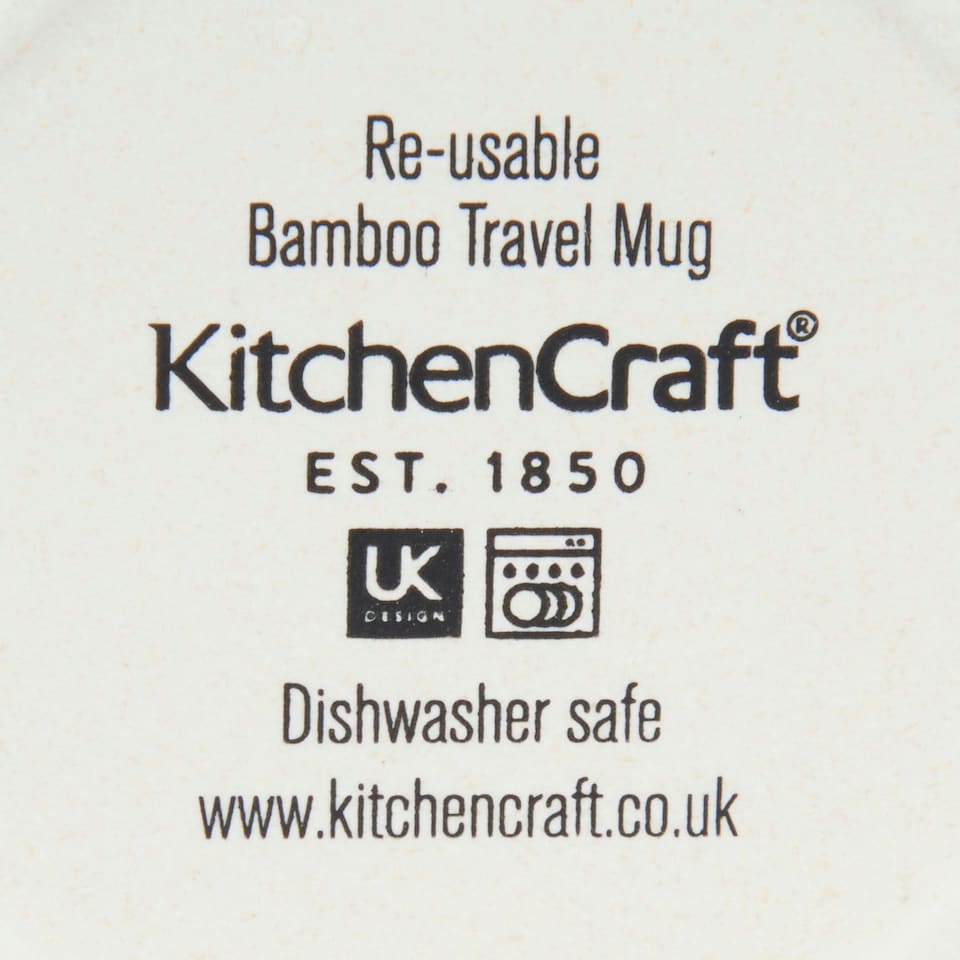 Re-usable
Bamboo Travel Mug
KitchenCraft®
EST. 1850
UK
DESIGN
Dishwasher safe
www.kitchencraft.co.uk